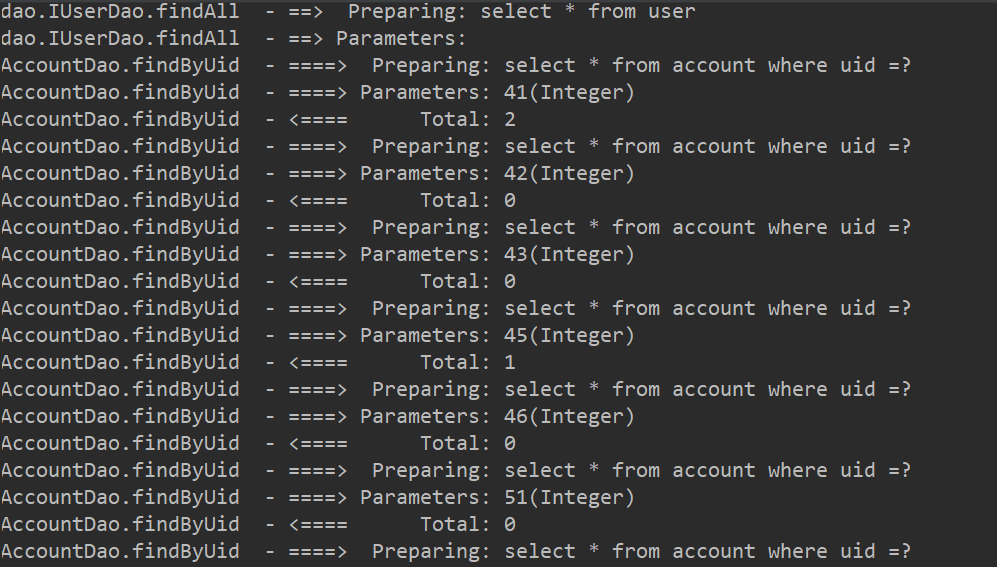 dao.IUserDao.findAll  - ==>  Preparing: select * from user
dao.IUserDao.findAll  - ==> Parameters:
AccountDao.findByUid  - ====>  Preparing: select * from account where uid =?
AccountDao.findByUid  - ====> Parameters: 41(Integer)
AccountDao.findByUid  - <====      Total: 2
AccountDao.findByUid  - ====>  Preparing: select * from account where uid =?
AccountDao.findByUid  - ====> Parameters: 42(Integer)
AccountDao.findByUid  - <====      Total: 0
AccountDao.findByUid  - ====>  Preparing: select * from account where uid =?
AccountDao.findByUid  - ====> Parameters: 43(Integer)
AccountDao.findByUid  - <====      Total: 0
AccountDao.findByUid  - ====>  Preparing: select * from account where uid =?
AccountDao.findByUid  - ====> Parameters: 45(Integer)
AccountDao.findByUid  - <====      Total: 1
AccountDao.findByUid  - ====>  Preparing: select * from account where uid =?
AccountDao.findByUid  - ====> Parameters: 46(Integer)
AccountDao.findByUid  - <====      Total: 0
AccountDao.findByUid  - ====>  Preparing: select * from account where uid =?
AccountDao.findByUid  - ====> Parameters: 51(Integer)
AccountDao.findByUid  - <====      Total: 0
AccountDao.findByUid  - ====>  Preparing: select * from account where uid =?